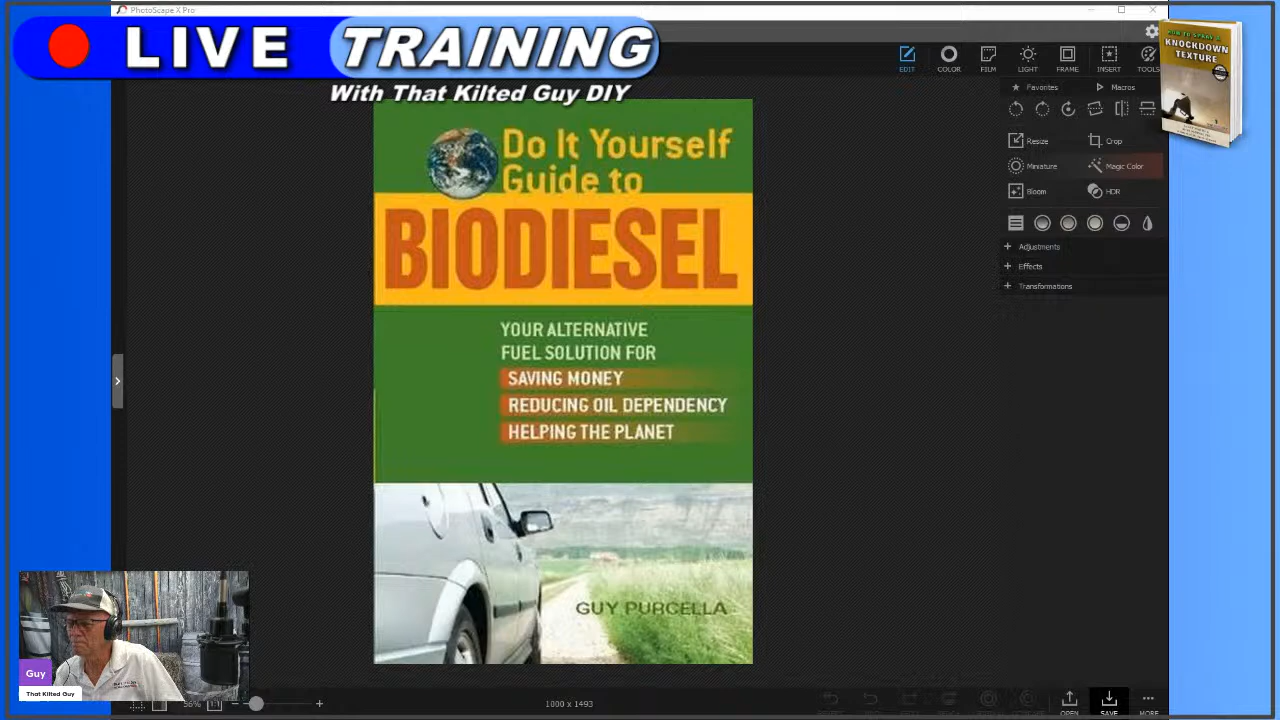 PhotoScape X Pro
LIVE TRAINING
With That Kilted Guy DIY
KNOCKDOWN
TEXTURE
EDIT COLOR FILM LIGHT FRAME INSERT TOOLS
Favorites Macros
Resize Crop
Miniature Magic Color
Bloom HDR
Adjustments
Effects
Transformations
Do It Yourself
Guide to
BIODIESEL
YOUR ALTERNATIVE
FUEL SOLUTION FOR
SAVING MONEY
REDUCING OIL DEPENDENCY
HELPING THE PLANET
GUY PURCELLA
Guy
That Kilted Guy
56% 1:1
1000 x 1493
OPEN SAVE MORE